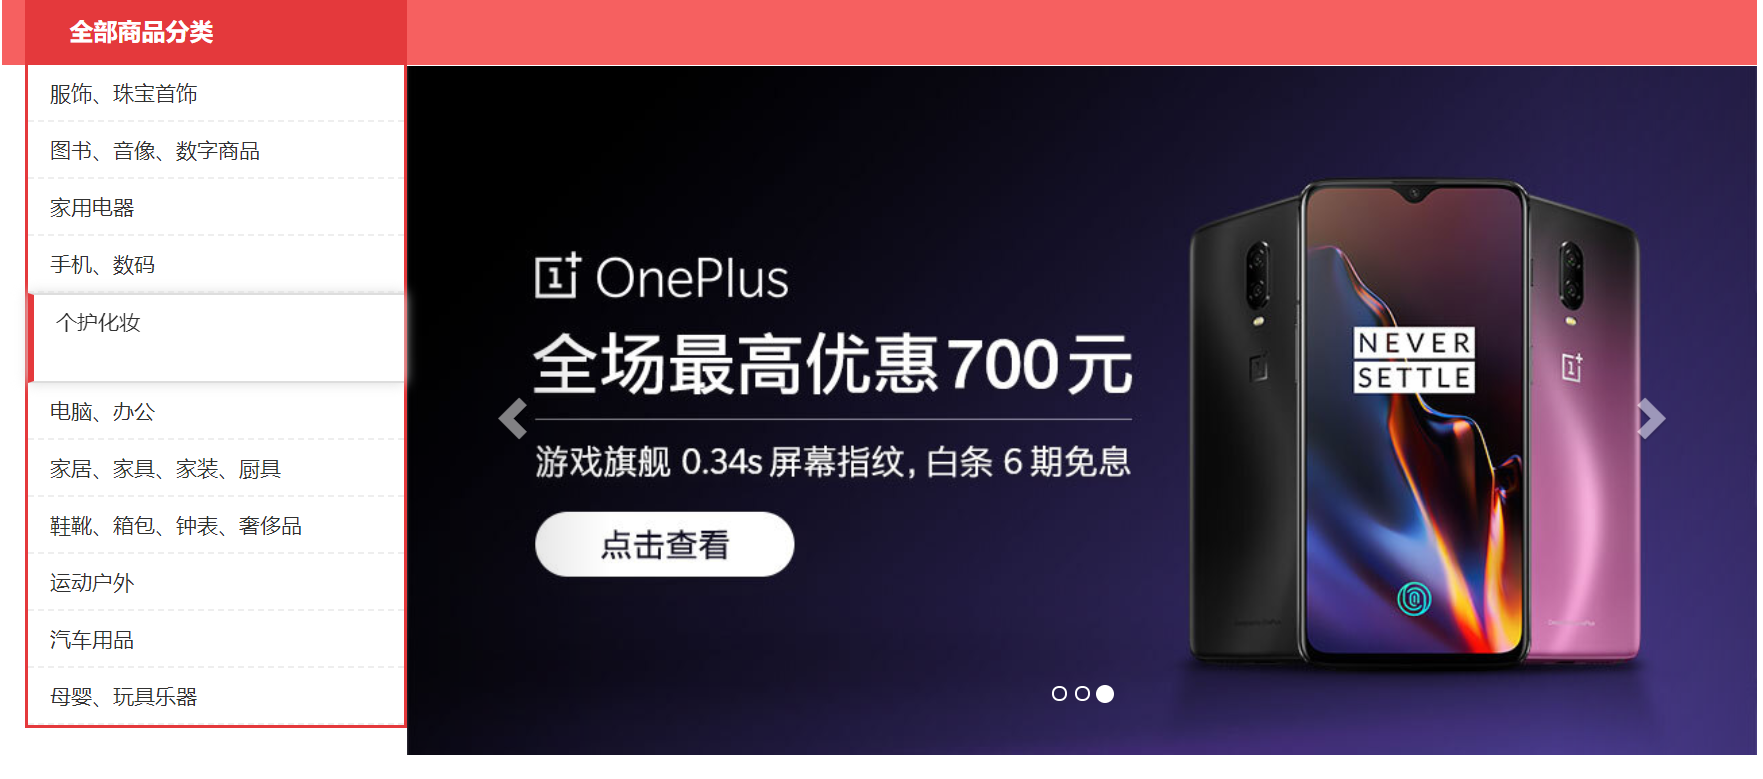 全部商品分类
服饰、珠宝首饰
图书、音像、数字商品
家用电器
手机、数码
个护化妆
电脑、办公
家居、家具、家装、厨具
鞋靴、箱包、钟表、奢侈品
运动户外
汽车用品
母婴、玩具乐器
OnePlus
全场最高优惠700元
游戏旗舰 0.34s 屏幕指纹, 白条 6 期免息
点击查看
NEVER
SETTLE